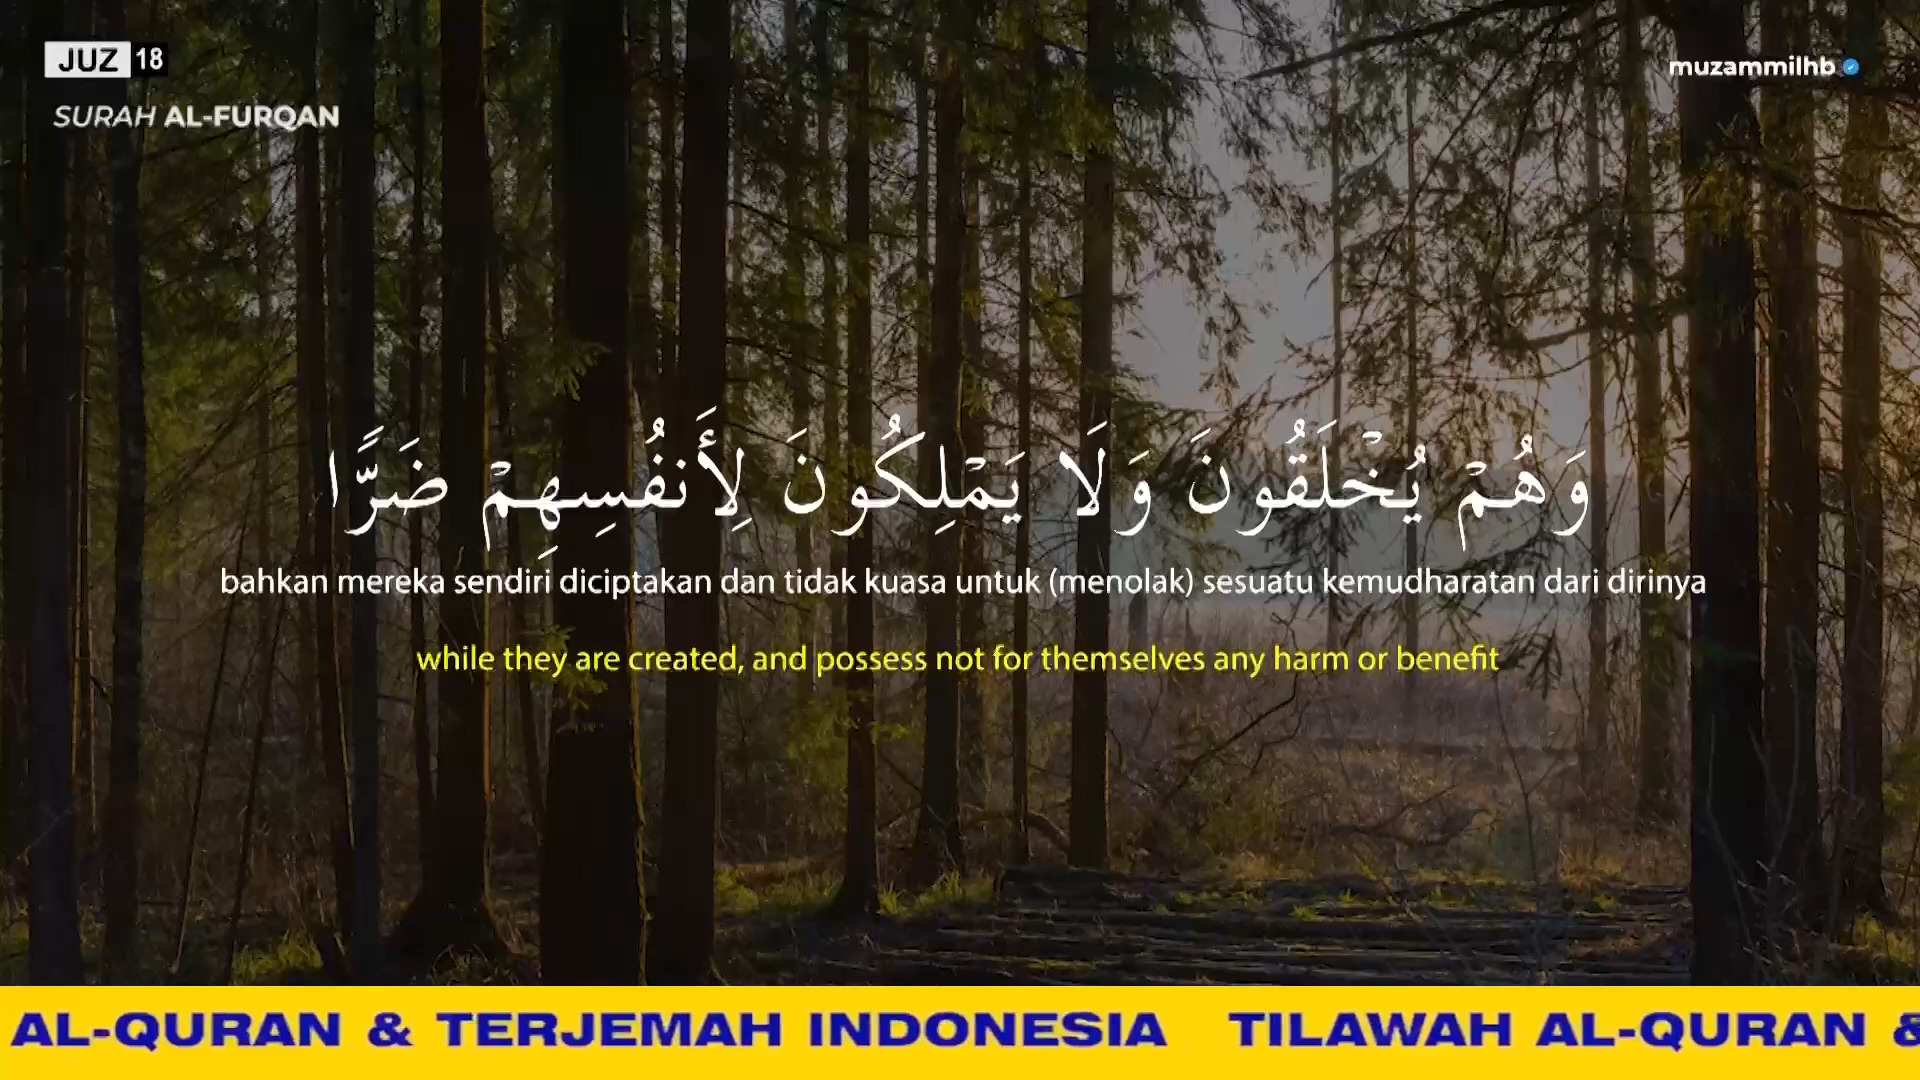 JUZ 18
muzammilhb
SURAH AL-FURQAN
وَهُمْ يُخْلَقُونَ وَلَا يَمْلِكُونَ لِأَنفُسِهِمْ ضَرًّا
bahkan mereka sendiri diciptakan dan tidak kuasa untuk (menolak) sesuatu kemudharatan dari dirinya
while they are created, and possess not for themselves any harm or benefit
AL-QURAN & TERJEMAH INDONESIA TILAWAH AL-QURAN &